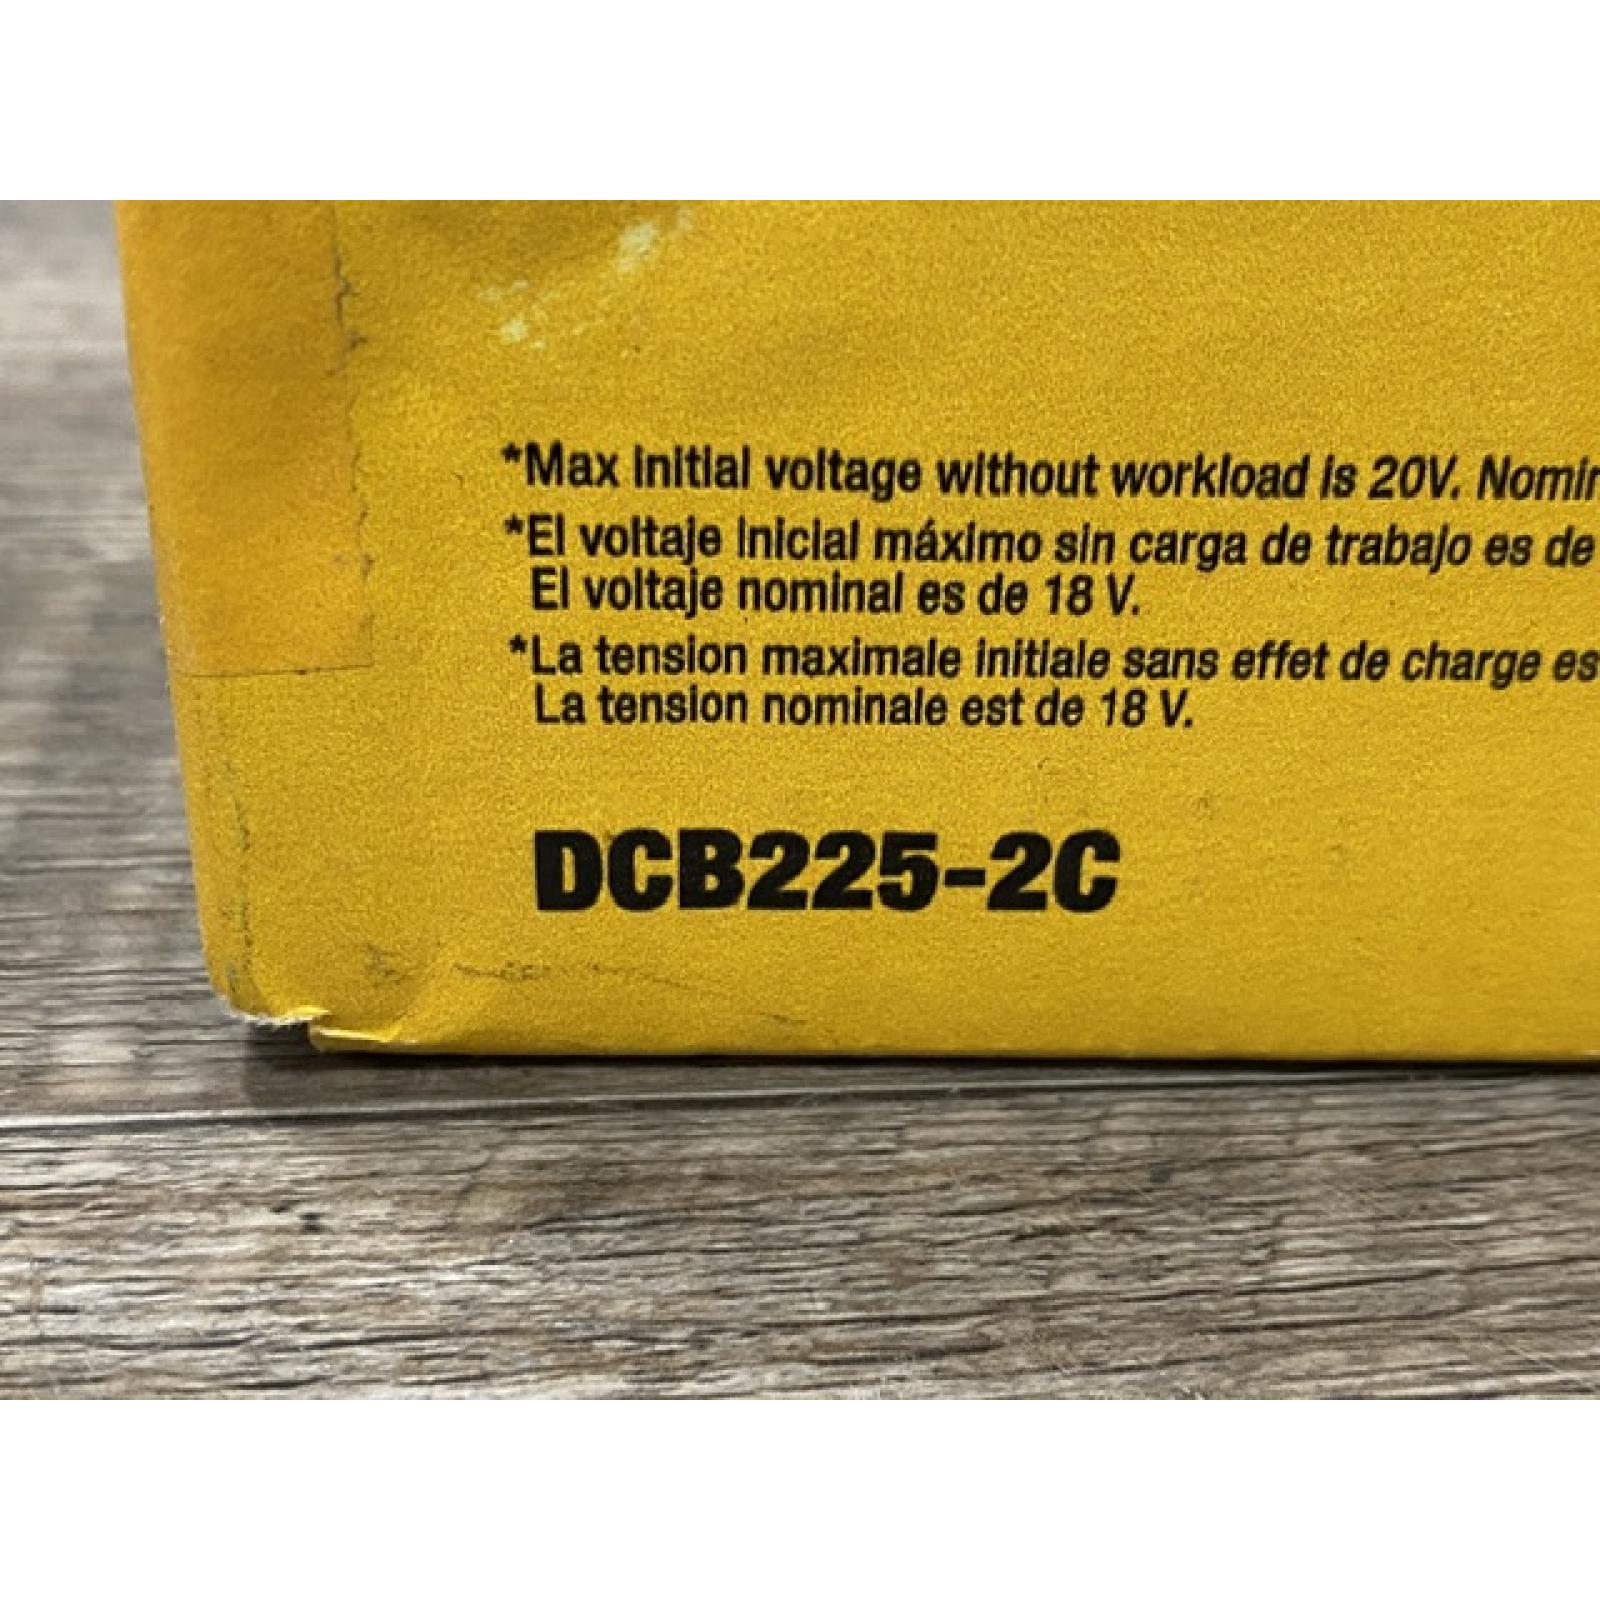 *Max initial voltage without workload is 20V.
*El voltaje inicial máximo sin carga de trabajo es de
El voltaje nominal es de 18 V.
*La tension maximale initiale sans effet de charge
La tension nominale est de 18 V.
DCB225-2C